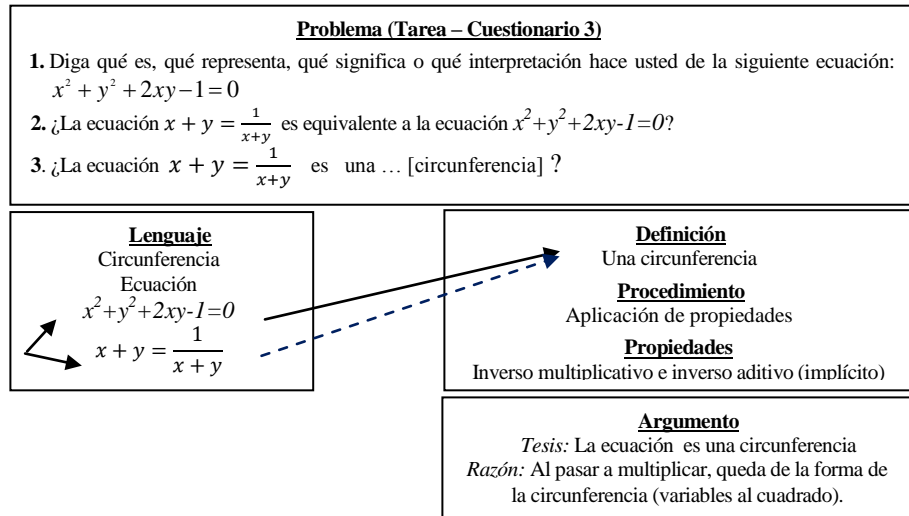 Problema (Tarea – Cuestionario 3)
1. Diga qué es, qué representa, qué significa o qué interpretación hace usted de la siguiente ecuación:
x² + y² + 2xy − 1 = 0
2. ¿La ecuación x + y = 1/(x+y) es equivalente a la ecuación x²+y²+2xy-1=0?
3. ¿La ecuación x + y = 1/(x+y) es una … [circunferencia] ?
Lenguaje
Circunferencia
Ecuación
x²+y²+2xy-1=0
x + y = 1/(x + y)
Definición
Una circunferencia
Procedimiento
Aplicación de propiedades
Propiedades
Inverso multiplicativo e inverso aditivo (implícito)
Argumento
Tesis: La ecuación es una circunferencia
Razón: Al pasar a multiplicar, queda de la forma de
la circunferencia (variables al cuadrado).